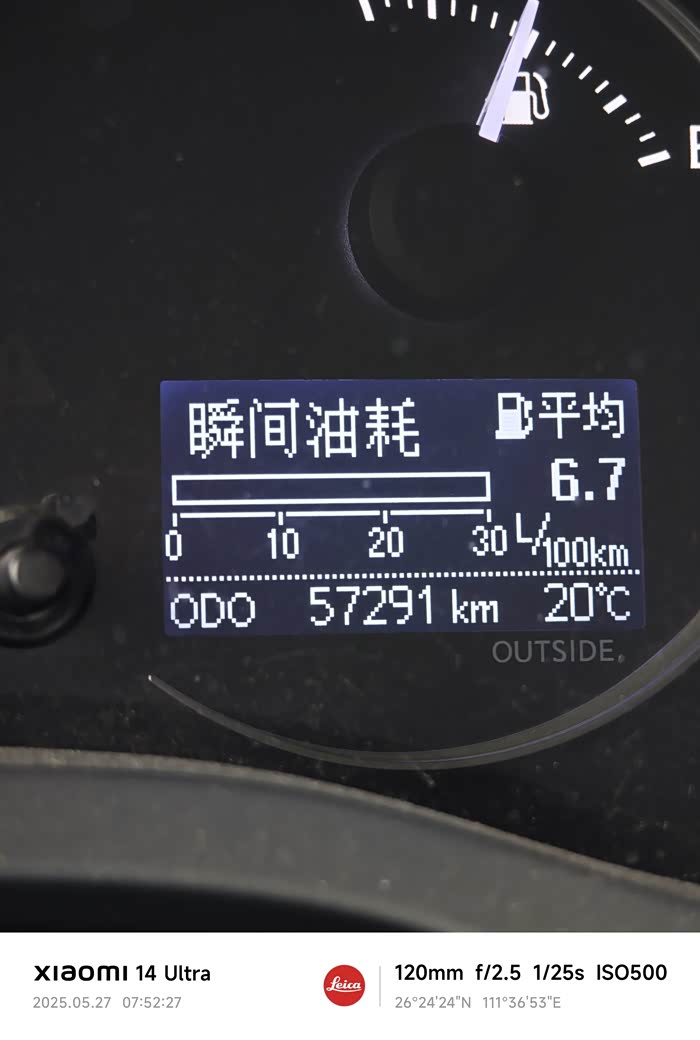 E
瞬间油耗
平均
6.7
0 10 20 30 L/100km
ODO 57291 km 20℃
OUTSIDE
XIAOMI 14 Ultra
2025.05.27 07:52:27
Leica
120mm f/2.5 1/25s ISO500
26°24'24"N 111°36'53"E